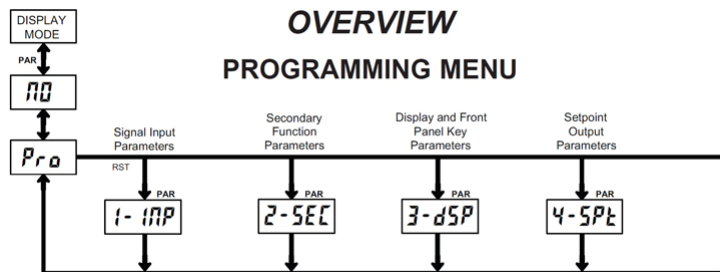 OVERVIEW
PROGRAMMING MENU
DISPLAY
MODE
PAR
NO
Pro
RST
Signal Input
Parameters
Secondary
Function
Parameters
Display and Front
Panel Key
Parameters
Setpoint
Output
Parameters
PAR
1-INP
PAR
2-SEC
PAR
3-dSP
PAR
4-SPt